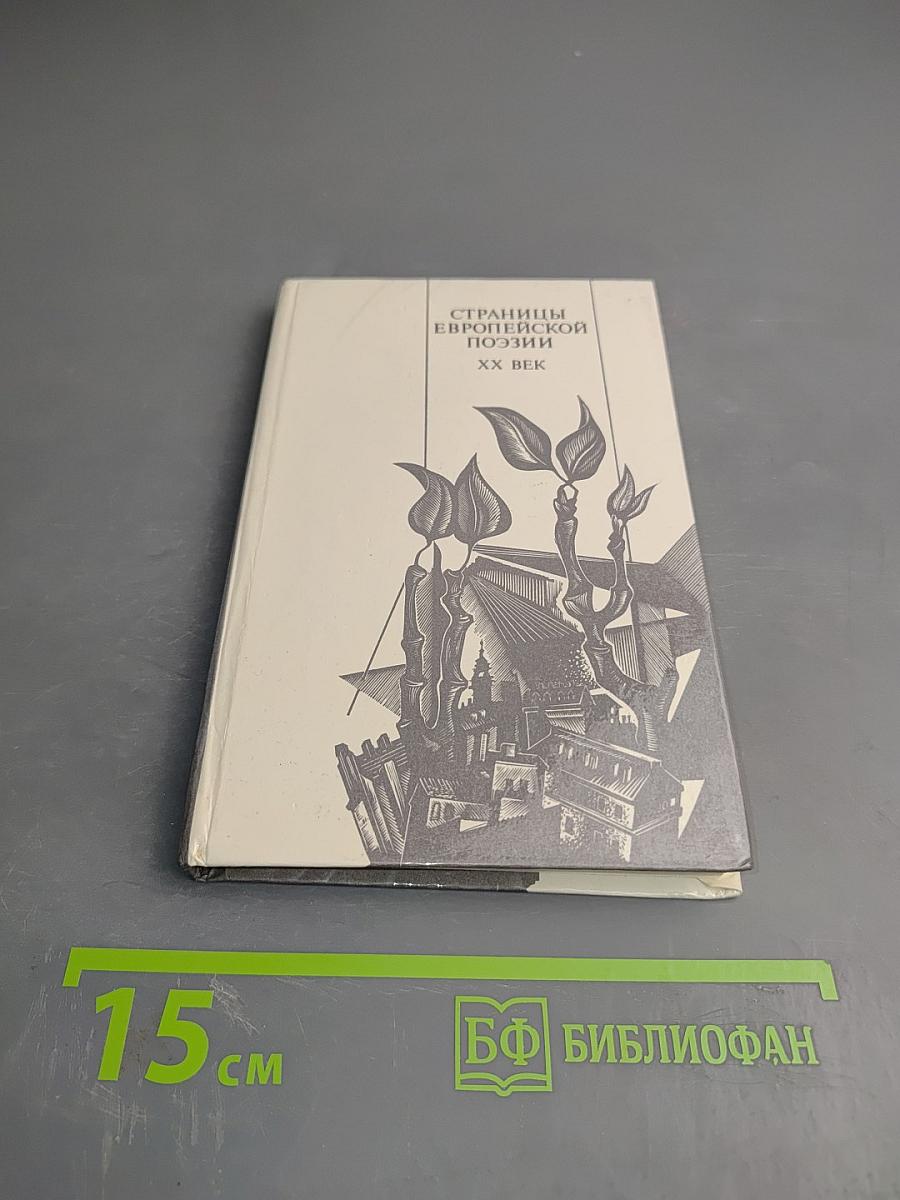 СТРАНИЦЫ
ЕВРОПЕЙСКОЙ
ПОЭЗИИ
XX ВЕК
15 см
БФ БИБЛИОФАН